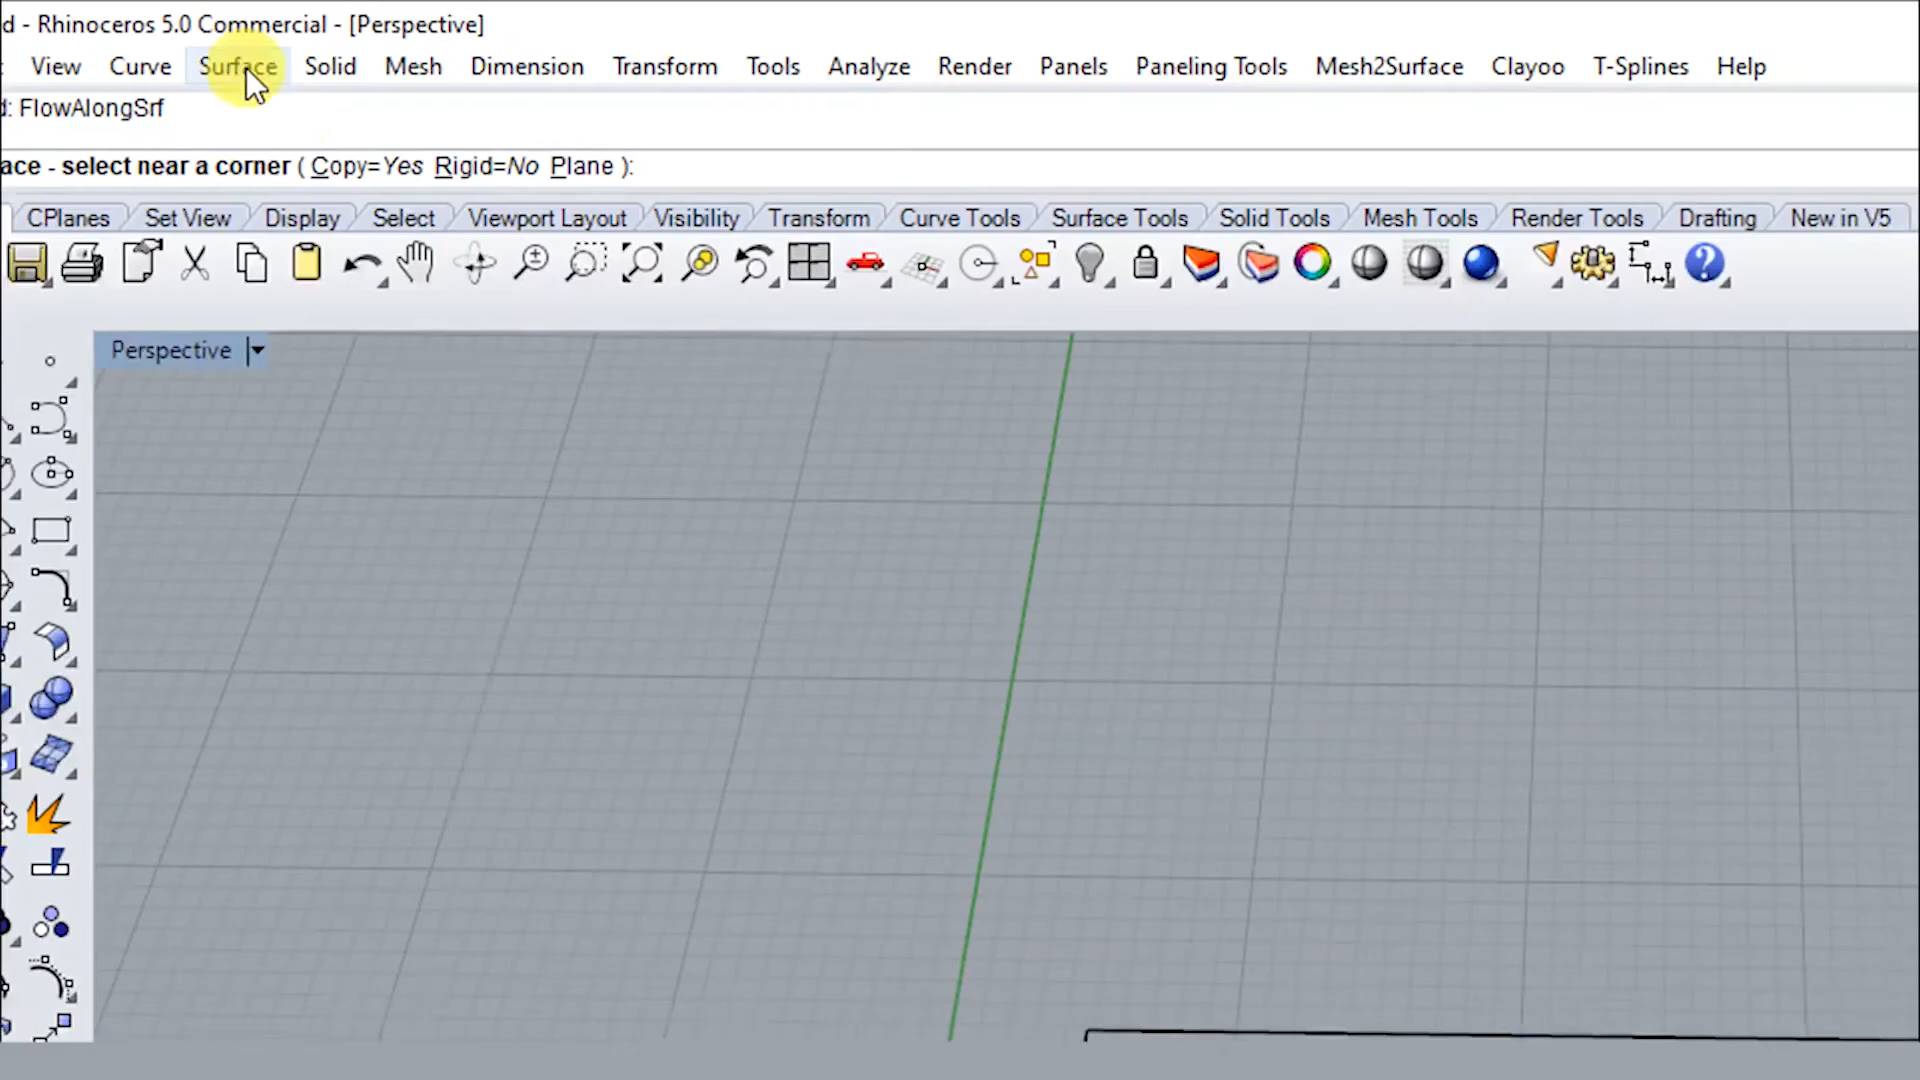 d - Rhinoceros 5.0 Commercial - [Perspective]
View Curve Surface Solid Mesh Dimension Transform Tools Analyze Render Panels Paneling Tools Mesh2Surface Clayoo T-Splines Help
d: FlowAlongSrf
ace - select near a corner ( Copy=Yes Rigid=No Plane ):
CPlanes Set View Display Select Viewport Layout Visibility Transform Curve Tools Surface Tools Solid Tools Mesh Tools Render Tools Drafting New in V5
Perspective